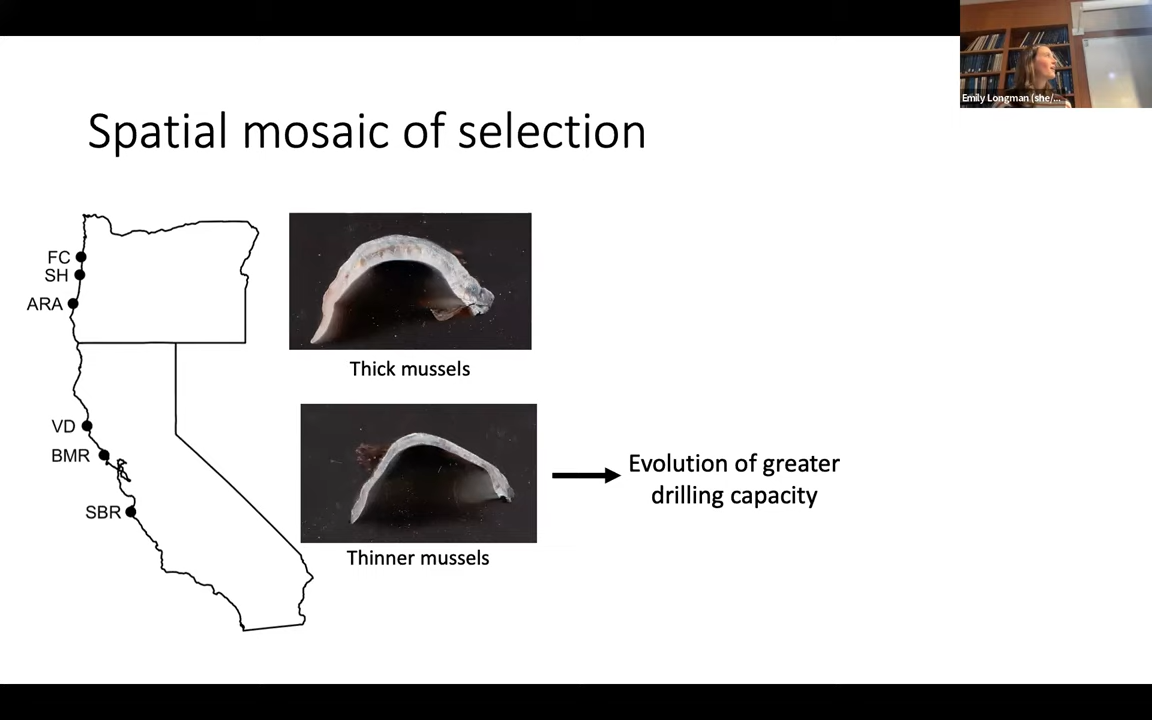 Emily Longman (she/...
Spatial mosaic of selection
FC
SH
ARA
VD
BMR
SBR
Thick mussels
Thinner mussels
Evolution of greater
drilling capacity